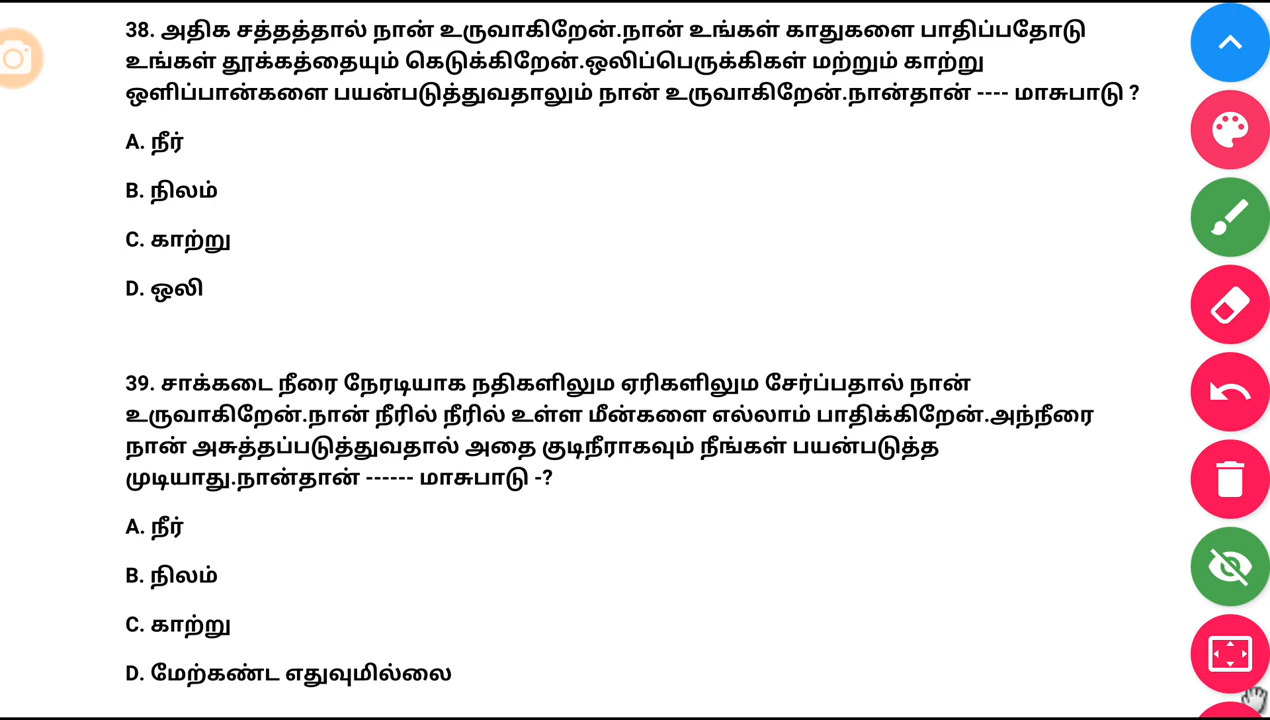 38. அதிக சத்தத்தால் நான் உருவாகிறேன்.நான் உங்கள் காதுகளை பாதிப்பதோடு
உங்கள் தூக்கத்தையும் கெடுக்கிறேன்.ஒலிப்பெருக்கிகள் மற்றும் காற்று
ஒளிப்பான்களை பயன்படுத்துவதாலும் நான் உருவாகிறேன்.நான்தான் ---- மாசுபாடு ?
A. நீர்
B. நிலம்
C. காற்று
D. ஒலி
39. சாக்கடை நீரை நேரடியாக நதிகளிலும ஏரிகளிலும சேர்ப்பதால் நான்
உருவாகிறேன்.நான் நீரில் நீரில் உள்ள மீன்களை எல்லாம் பாதிக்கிறேன்.அந்நீரை
நான் அசுத்தப்படுத்துவதால் அதை குடிநீராகவும் நீங்கள் பயன்படுத்த
முடியாது.நான்தான் ------ மாசுபாடு -?
A. நீர்
B. நிலம்
C. காற்று
D. மேற்கண்ட எதுவுமில்லை